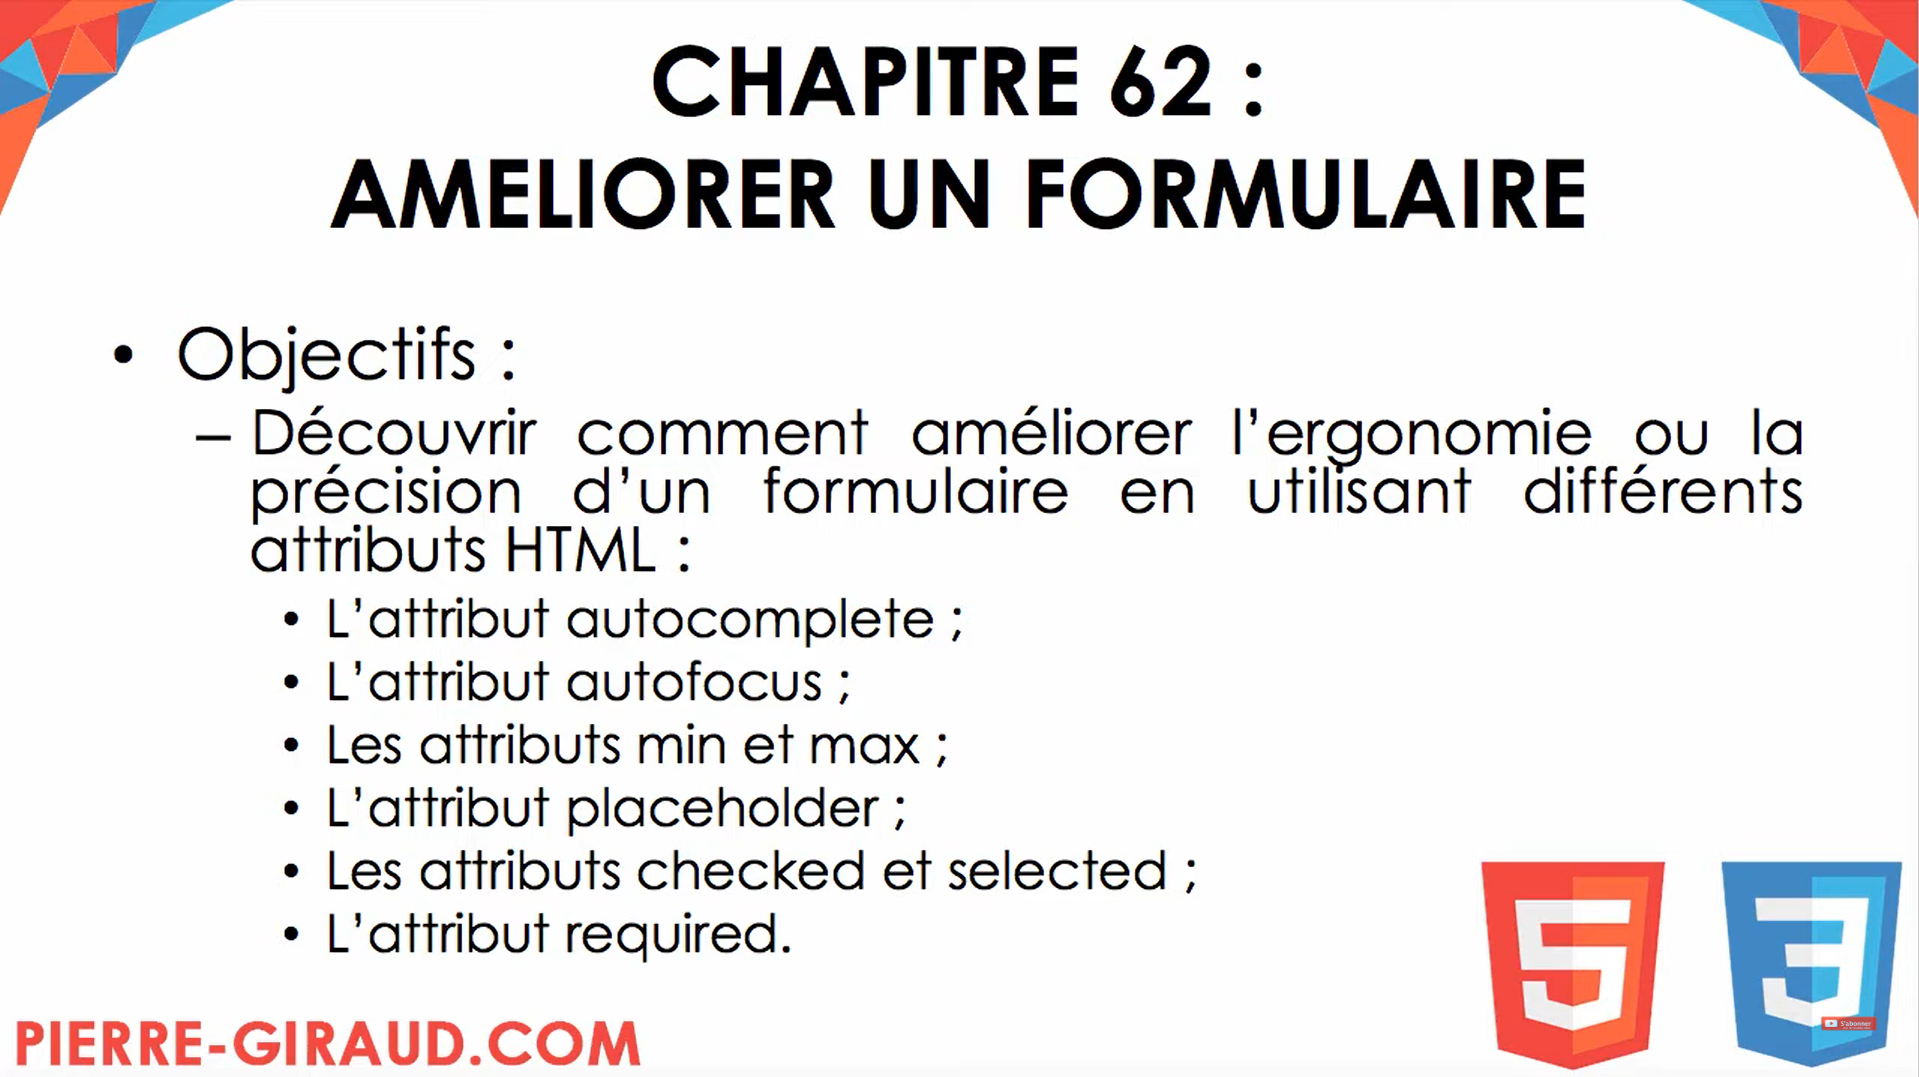 CHAPITRE 62 :
AMELIORER UN FORMULAIRE
• Objectifs :
– Découvrir comment améliorer l’ergonomie ou la
précision d’un formulaire en utilisant différents
attributs HTML :
• L’attribut autocomplete ;
• L’attribut autofocus ;
• Les attributs min et max ;
• L’attribut placeholder ;
• Les attributs checked et selected ;
• L’attribut required.
5
3
S'abonner
PIERRE-GIRAUD.COM